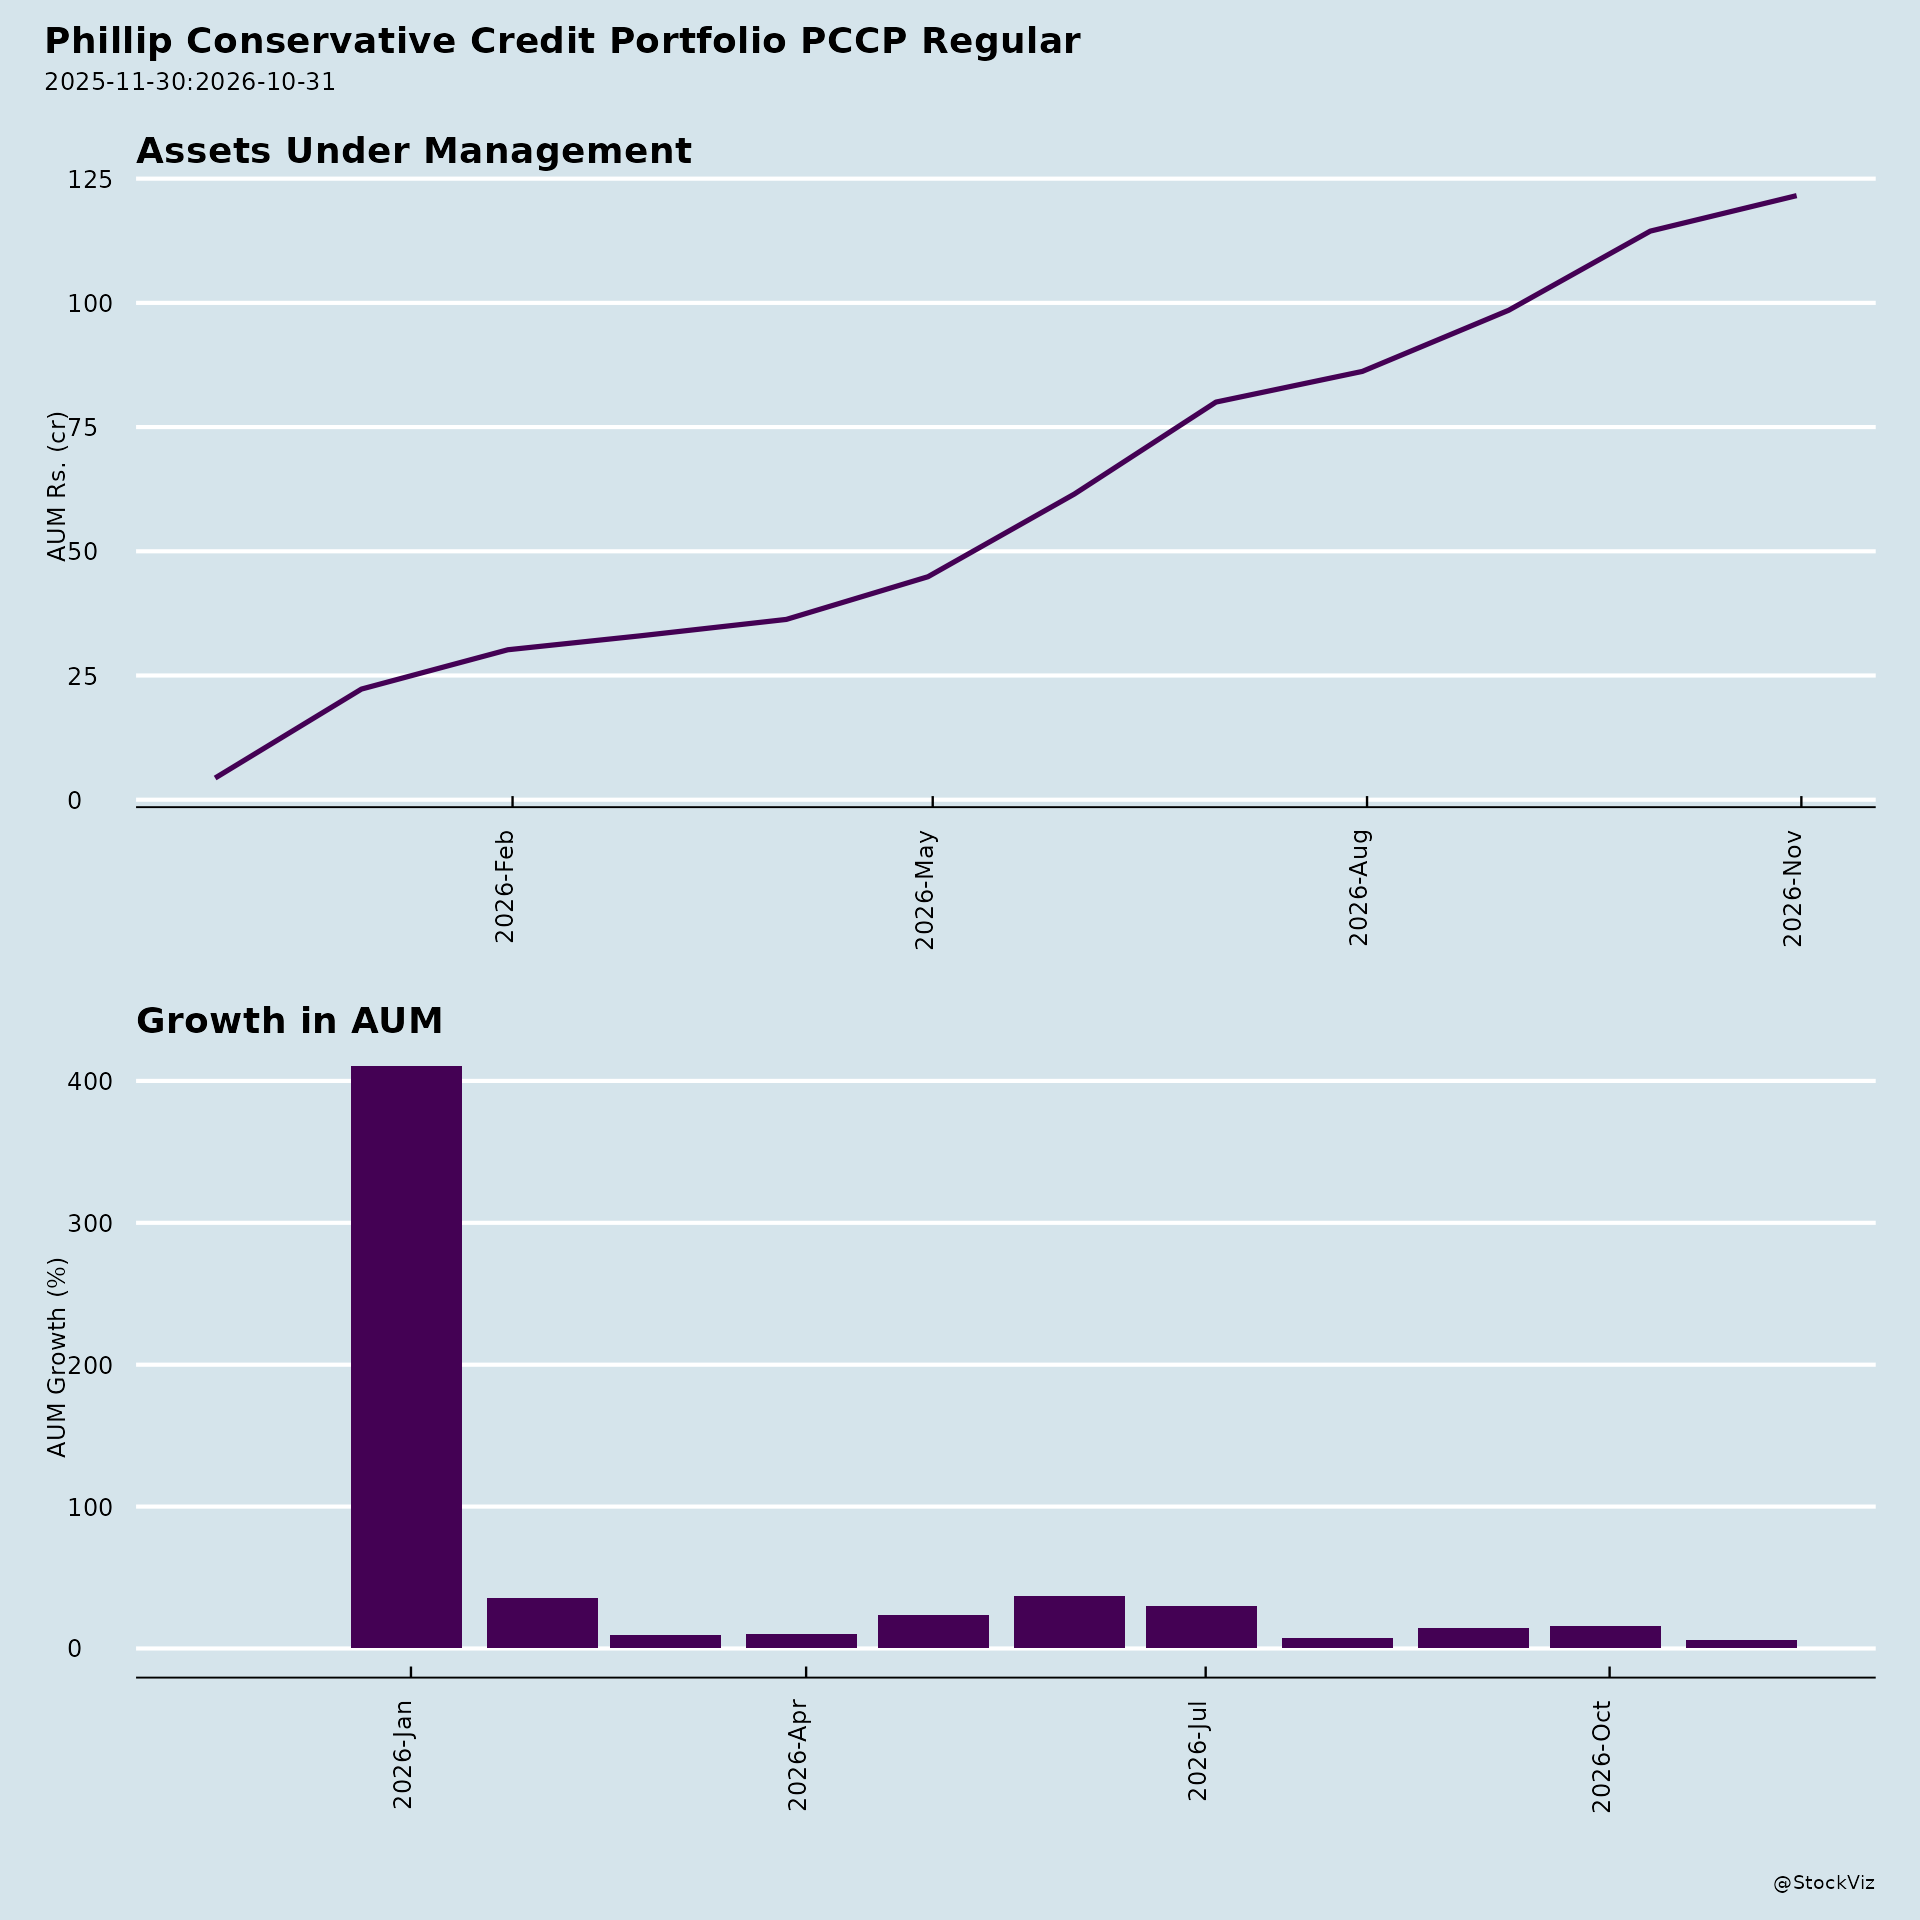 Phillip Conservative Credit Portfolio PCCP Regular
2025-11-30:2026-10-31
Assets Under Management
125
100
75
50
25
0
AUM Rs. (cr)
2026-Feb
2026-May
2026-Aug
2026-Nov
Growth in AUM
400
300
200
100
0
AUM Growth (%)
2026-Jan
2026-Apr
2026-Jul
2026-Oct
@StockViz